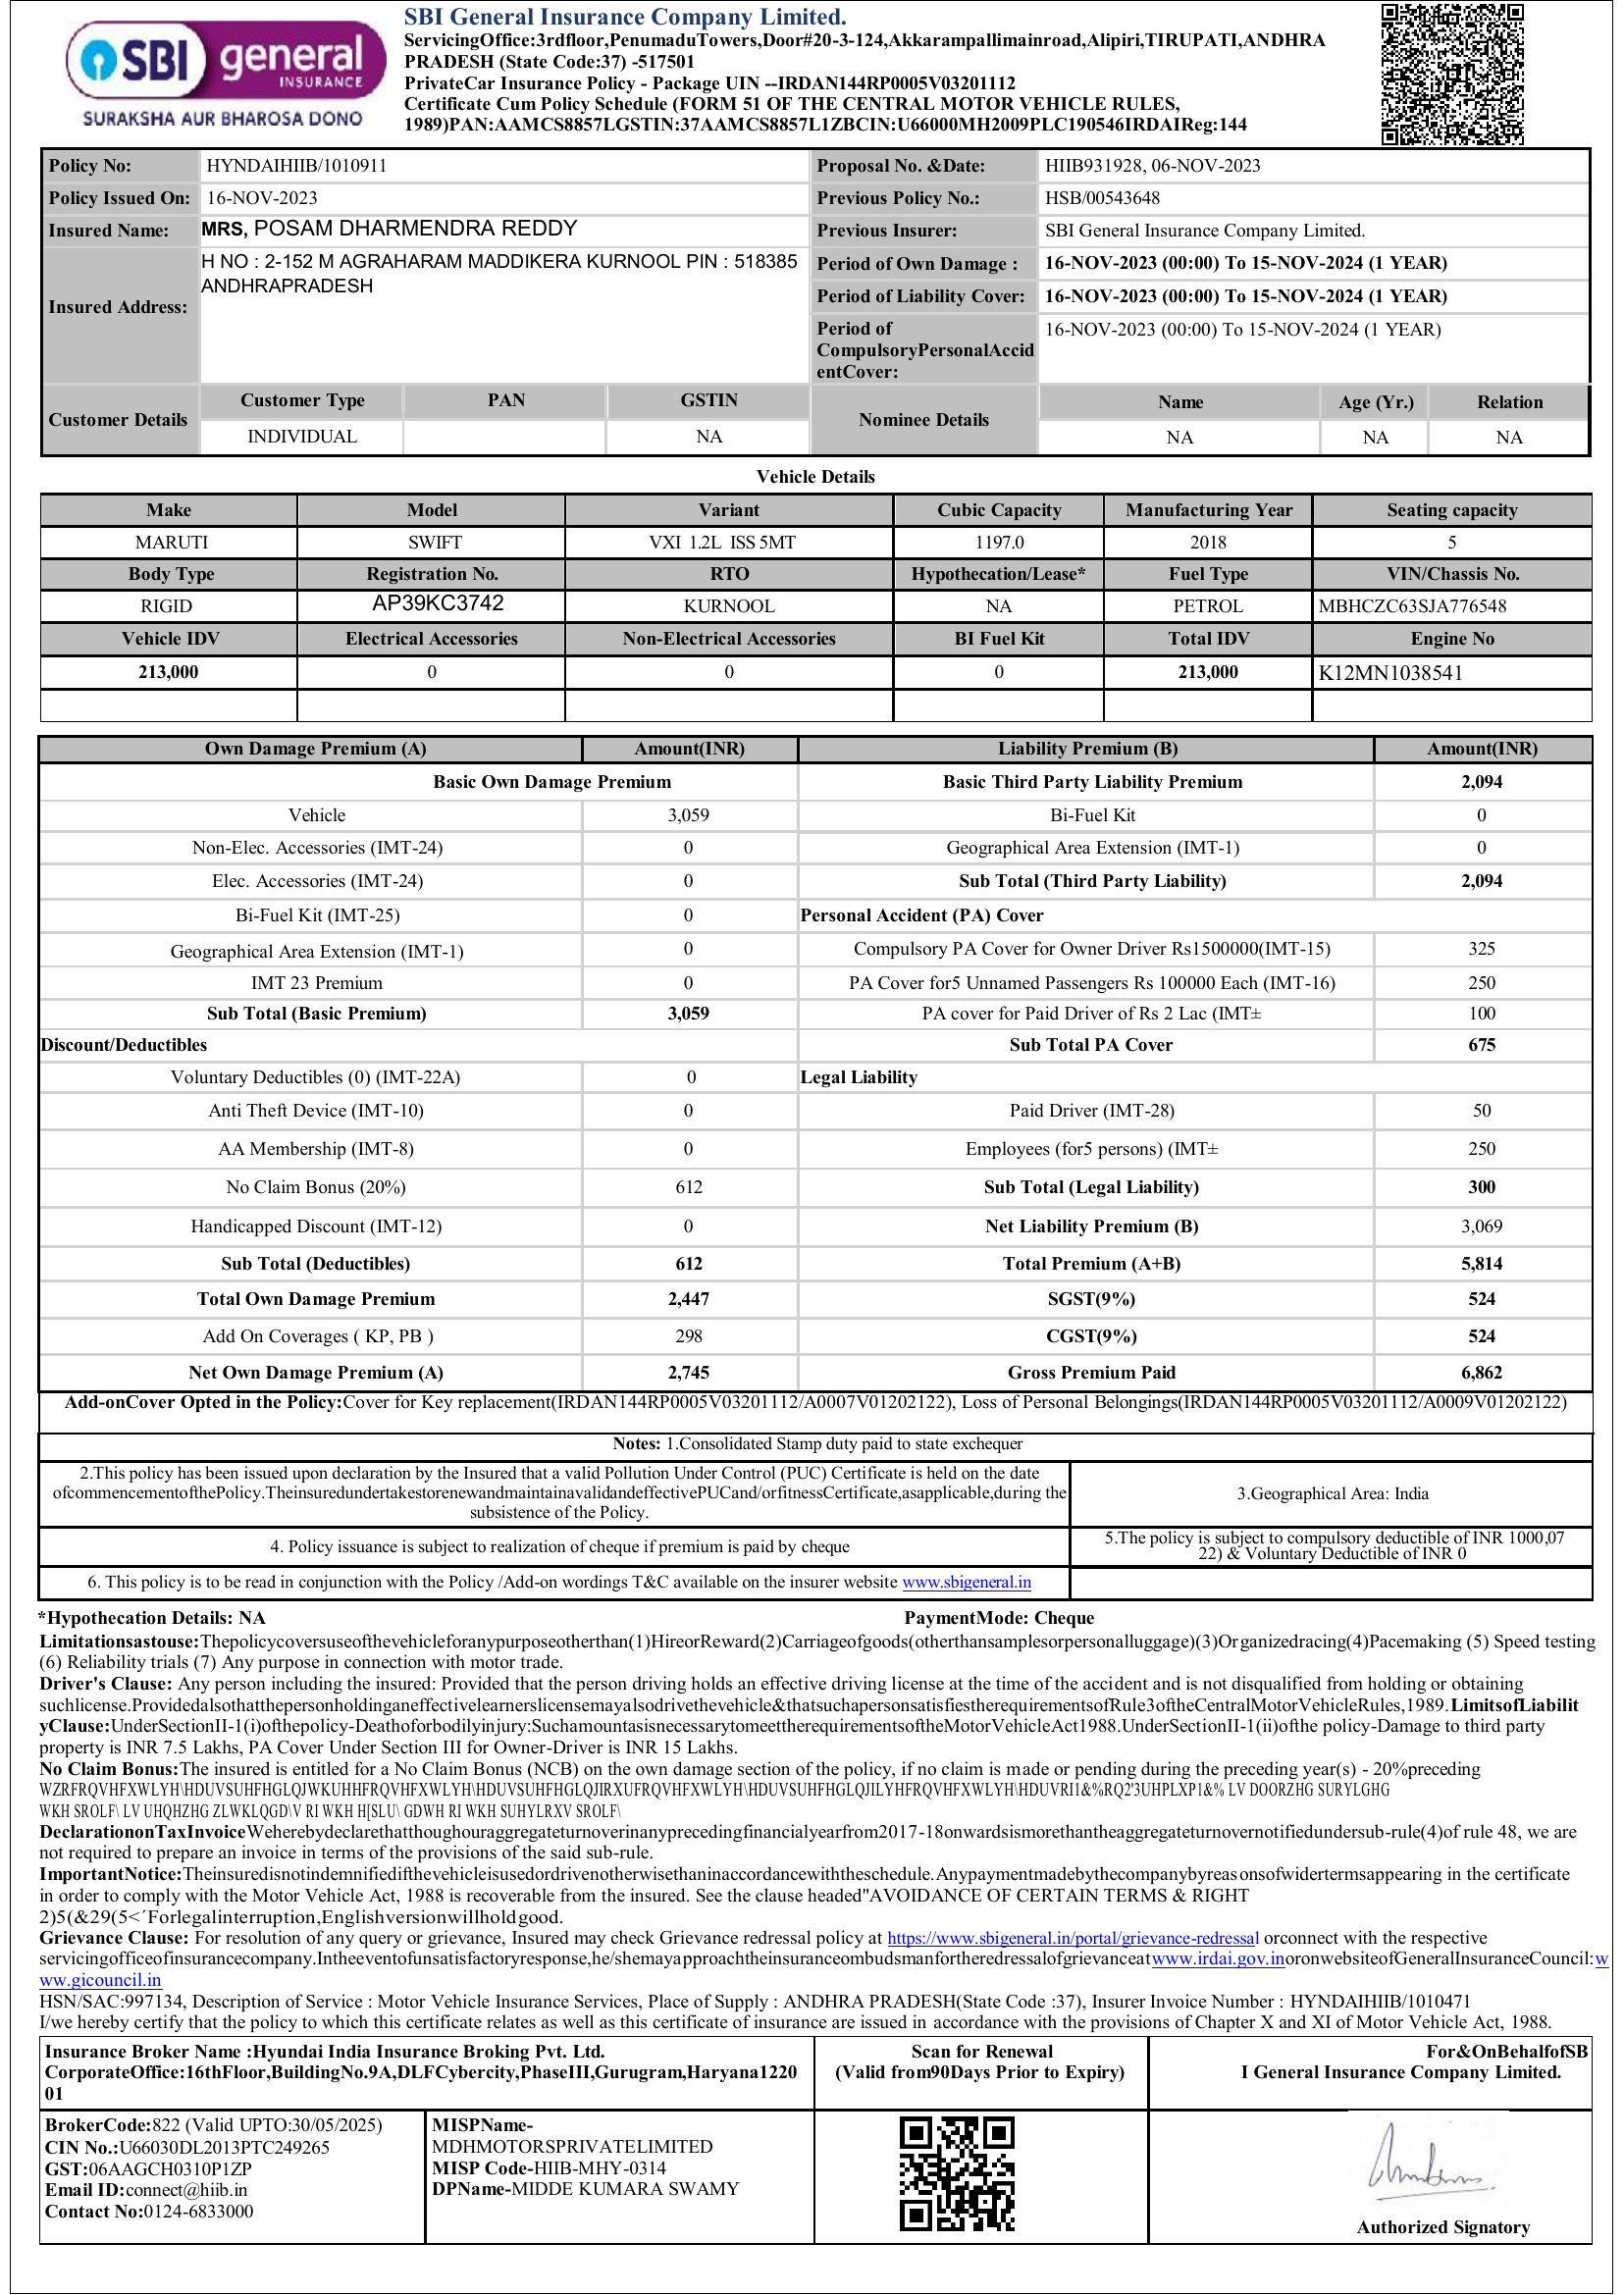 SBI general
INSURANCE
SURAKSHA AUR BHAROSA DONO
SBI General Insurance Company Limited.
ServicingOffice:3rdfloor,PenumaduTowers,Door#20-3-124,Akkarampallimainroad,Alipiri,TIRUPATI,ANDHRA
PRADESH (State Code:37) -517501
PrivateCar Insurance Policy - Package UIN --IRDAN144RP0005V03201112
Certificate Cum Policy Schedule (FORM 51 OF THE CENTRAL MOTOR VEHICLE RULES,
1989)PAN:AAMCS8857LGSTIN:37AAMCS8857L1ZBCIN:U66000MH2009PLC190546IRDAIReg:144
Policy No: HYNDAIHIIB/1010911 Proposal No. &Date: HIIB931928, 06-NOV-2023
Policy Issued On: 16-NOV-2023 Previous Policy No.: HSB/00543648
Insured Name: MRS, POSAM DHARMENDRA REDDY Previous Insurer: SBI General Insurance Company Limited.
Insured Address: H NO : 2-152 M AGRAHARAM MADDIKERA KURNOOL PIN : 518385
ANDHRAPRADESH
Period of Own Damage : 16-NOV-2023 (00:00) To 15-NOV-2024 (1 YEAR)
Period of Liability Cover: 16-NOV-2023 (00:00) To 15-NOV-2024 (1 YEAR)
Period of
CompulsoryPersonalAccid
entCover:
16-NOV-2023 (00:00) To 15-NOV-2024 (1 YEAR)
Customer Details Customer Type PAN GSTIN Nominee Details Name Age (Yr.) Relation
INDIVIDUAL NA NA NA NA
Vehicle Details
Make Model Variant Cubic Capacity Manufacturing Year Seating capacity
MARUTI SWIFT VXI 1.2L ISS 5MT 1197.0 2018 5
Body Type Registration No. RTO Hypothecation/Lease* Fuel Type VIN/Chassis No.
RIGID AP39KC3742 KURNOOL NA PETROL MBHCZC63SJA776548
Vehicle IDV Electrical Accessories Non-Electrical Accessories BI Fuel Kit Total IDV Engine No
213,000 0 0 0 213,000 K12MN1038541
Own Damage Premium (A) Amount(INR) Liability Premium (B) Amount(INR)
Basic Own Damage Premium Basic Third Party Liability Premium 2,094
Vehicle 3,059 Bi-Fuel Kit 0
Non-Elec. Accessories (IMT-24) 0 Geographical Area Extension (IMT-1) 0
Elec. Accessories (IMT-24) 0 Sub Total (Third Party Liability) 2,094
Bi-Fuel Kit (IMT-25) 0 Personal Accident (PA) Cover
Geographical Area Extension (IMT-1) 0 Compulsory PA Cover for Owner Driver Rs1500000(IMT-15) 325
IMT 23 Premium 0 PA Cover for5 Unnamed Passengers Rs 100000 Each (IMT-16) 250
Sub Total (Basic Premium) 3,059 PA cover for Paid Driver of Rs 2 Lac (IMT± 100
Discount/Deductibles Sub Total PA Cover 675
Voluntary Deductibles (0) (IMT-22A) 0 Legal Liability
Anti Theft Device (IMT-10) 0 Paid Driver (IMT-28) 50
AA Membership (IMT-8) 0 Employees (for5 persons) (IMT± 250
No Claim Bonus (20%) 612 Sub Total (Legal Liability) 300
Handicapped Discount (IMT-12) 0 Net Liability Premium (B) 3,069
Sub Total (Deductibles) 612 Total Premium (A+B) 5,814
Total Own Damage Premium 2,447 SGST(9%) 524
Add On Coverages ( KP, PB ) 298 CGST(9%) 524
Net Own Damage Premium (A) 2,745 Gross Premium Paid 6,862
Add-onCover Opted in the Policy:Cover for Key replacement(IRDAN144RP0005V03201112/A0007V01202122), Loss of Personal Belongings(IRDAN144RP0005V03201112/A0009V01202122)
Notes: 1.Consolidated Stamp duty paid to state exchequer
2.This policy has been issued upon declaration by the Insured that a valid Pollution Under Control (PUC) Certificate is held on the date
ofcommencementofthePolicy.TheinsuredundertakestorenewandmaintainavalidandeffectivePUCand/orfitnessCertificate,asapplicable,during the
subsistence of the Policy.
3.Geographical Area: India
4. Policy issuance is subject to realization of cheque if premium is paid by cheque
5.The policy is subject to compulsory deductible of INR 1000,07
22) & Voluntary Deductible of INR 0
6. This policy is to be read in conjunction with the Policy /Add-on wordings T&C available on the insurer website www.sbigeneral.in
*Hypothecation Details: NA PaymentMode: Cheque
Limitationsastouse:Thepolicycoversuseofthevehicleforanypurposeotherthan(1)HireorReward(2)Carriageofgoods(otherthansamplesorpersonalluggage)(3)Organizedracing(4)Pacemaking (5) Speed testing
(6) Reliability trials (7) Any purpose in connection with motor trade.
Driver's Clause: Any person including the insured: Provided that the person driving holds an effective driving license at the time of the accident and is not disqualified from holding or obtaining
suchlicense.Providedalsothatthepersonholdinganeffectivelearnerslicensemayalsodrivethevehicle&thatsuchapersonsatisfiestherequirementsofRule3oftheCentralMotorVehicleRules,1989.LimitsofLiabilit
yClause:UnderSectionII-1(i)ofthepolicy-Deathoforbodilyinjury:SuchamountasisnecessarytomeettherequirementsoftheMotorVehicleAct1988.UnderSectionII-1(ii)ofthe policy-Damage to third party
property is INR 7.5 Lakhs, PA Cover Under Section III for Owner-Driver is INR 15 Lakhs.
No Claim Bonus:The insured is entitled for a No Claim Bonus (NCB) on the own damage section of the policy, if no claim is made or pending during the preceding year(s) - 20%preceding
WKH SROLF\ LV UHQHZHG ZLWKLQGD\V RI WKH H[SLU\ GDWH RI WKH SUHYLRXV SROLF\
DeclarationonTaxInvoiceWeherebydeclarethatthoughouraggregateturnoverinanyprecedingfinancialyearfrom2017-18onwardsismorethantheaggregateturnovernotifiedundersub-rule(4)of rule 48, we are
not required to prepare an invoice in terms of the provisions of the said sub-rule.
ImportantNotice:Theinsuredisnotindemnifiedifthevehicleisusedordrivenotherwisethaninaccordancewiththeschedule.Anypaymentmadebythecompanybyreasonsofwidertermsappearing in the certificate
in order to comply with the Motor Vehicle Act, 1988 is recoverable from the insured. See the clause headed"AVOIDANCE OF CERTAIN TERMS & RIGHT
2)5(&29(5<´Forlegalinterruption,Englishversionwillholdgood.
Grievance Clause: For resolution of any query or grievance, Insured may check Grievance redressal policy at https://www.sbigeneral.in/portal/grievance-redressal orconnect with the respective
servicingofficeofinsurancecompany.Intheeventofunsatisfactoryresponse,he/shemayapproachtheinsuranceombudsmanfortheredressalofgrievanceatwww.irdai.gov.inoronwebsiteofGeneralInsuranceCouncil:w
ww.gicouncil.in
HSN/SAC:997134, Description of Service : Motor Vehicle Insurance Services, Place of Supply : ANDHRA PRADESH(State Code :37), Insurer Invoice Number : HYNDAIHIIB/1010471
I/we hereby certify that the policy to which this certificate relates as well as this certificate of insurance are issued in accordance with the provisions of Chapter X and XI of Motor Vehicle Act, 1988.
Insurance Broker Name :Hyundai India Insurance Broking Pvt. Ltd.
CorporateOffice:16thFloor,BuildingNo.9A,DLFCybercity,PhaseIII,Gurugram,Haryana1220
01
Scan for Renewal
(Valid from90Days Prior to Expiry)
For&OnBehalfofSB
I General Insurance Company Limited.
BrokerCode:822 (Valid UPTO:30/05/2025)
CIN No.:U66030DL2013PTC249265
GST:06AAGCH0310P1ZP
Email ID:connect@hiib.in
Contact No:0124-6833000
MISPName-
MDHMOTORSPRIVATELIMITED
MISP Code-HIIB-MHY-0314
DPName-MIDDE KUMARA SWAMY
Authorized Signatory